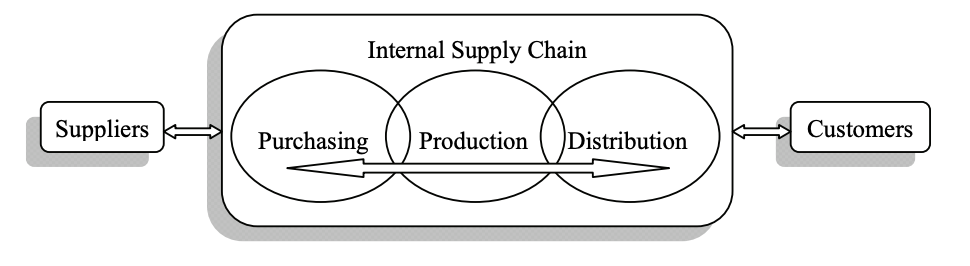 Internal Supply Chain
Suppliers
Purchasing
Production
Distribution
Customers